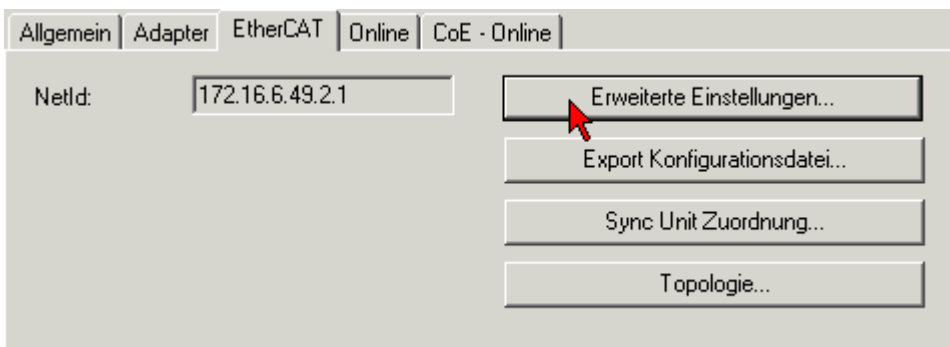 Allgemein Adapter EtherCAT Online CoE - Online
NetId: 172.16.6.49.2.1 Erweiterte Einstellungen...
Export Konfigurationsdatei...
Sync Unit Zuordnung...
Topologie...